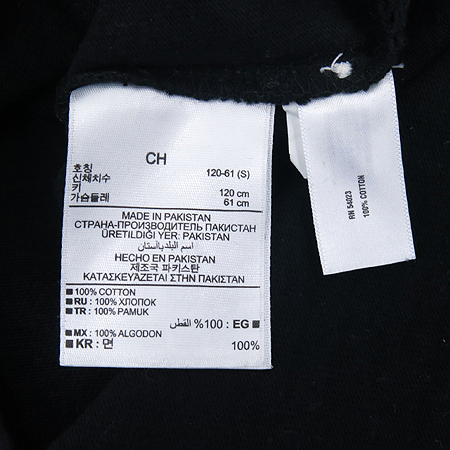 CH
호칭 120-61 (S)
신체치수
키 120 cm
가슴둘레 61 cm
MADE IN PAKISTAN
СТРАНА-ПРОИЗВОДИТЕЛЬ ПАКИСТАН
ÜRETILDIĞI YER: PAKISTAN
اسم البلد پاآستان
HECHO EN PAKISTAN
제조국 파키스탄
ΚΑΤΑΣΚΕΥΑΖΕΤΑΙ ΣΤΗΝ ΠΑΚΙΣΤΑΝ
100% COTTON
RU : 100% ХЛОПОК
TR : 100% PAMUK
EG : 100% القطن
MX : 100% ALGODON
KR : 면 100%
RN 54023
100% COTTON